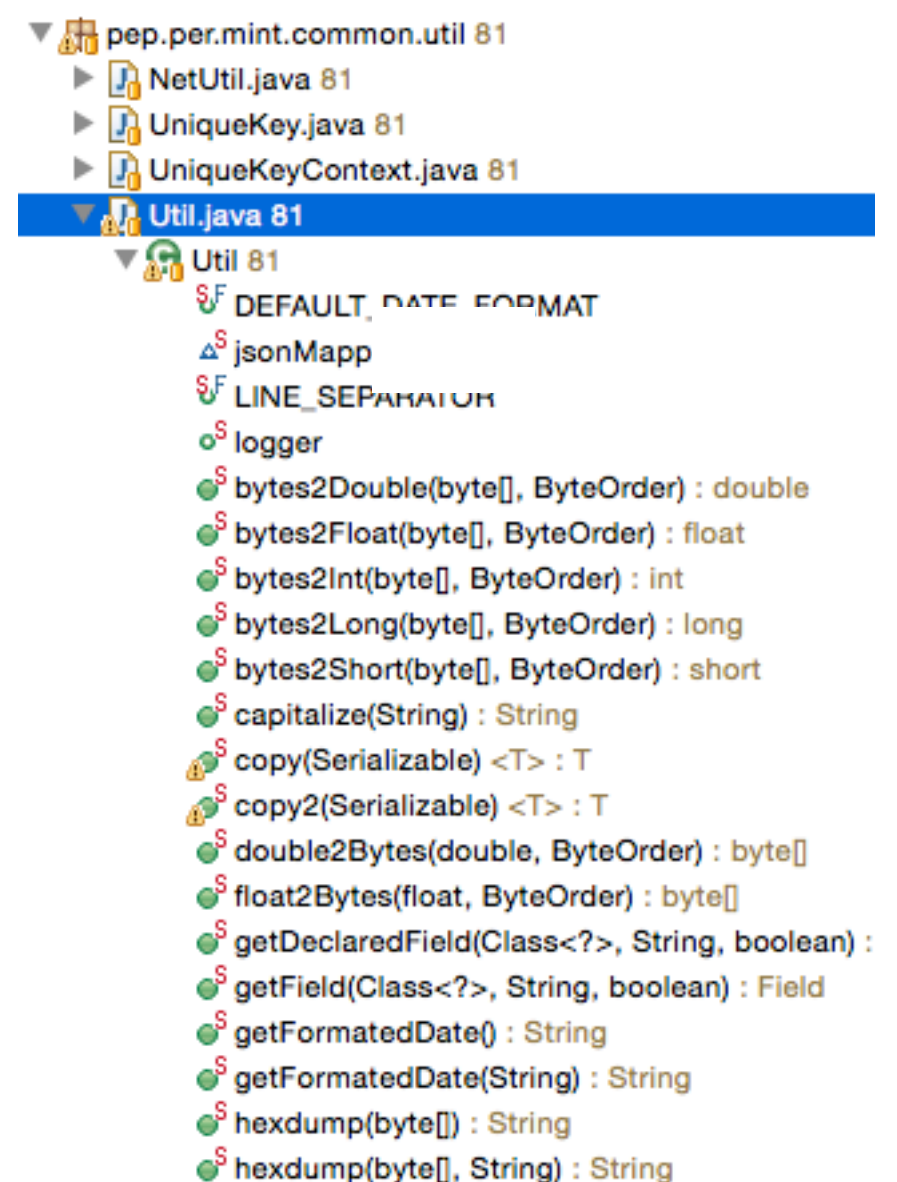 pep.per.mint.common.util 81
NetUtil.java 81
UniqueKey.java 81
UniqueKeyContext.java 81
Util.java 81
Util 81
DEFAULT_DATE_FORMAT
jsonMapp
LINE_SEPARATOR
logger
bytes2Double(byte[], ByteOrder) : double
bytes2Float(byte[], ByteOrder) : float
bytes2Int(byte[], ByteOrder) : int
bytes2Long(byte[], ByteOrder) : long
bytes2Short(byte[], ByteOrder) : short
capitalize(String) : String
copy(Serializable) <T> : T
copy2(Serializable) <T> : T
double2Bytes(double, ByteOrder) : byte[]
float2Bytes(float, ByteOrder) : byte[]
getDeclaredField(Class<?>, String, boolean) :
getField(Class<?>, String, boolean) : Field
getFormatedDate() : String
getFormatedDate(String) : String
hexdump(byte[]) : String
hexdump(byte[], String) : String